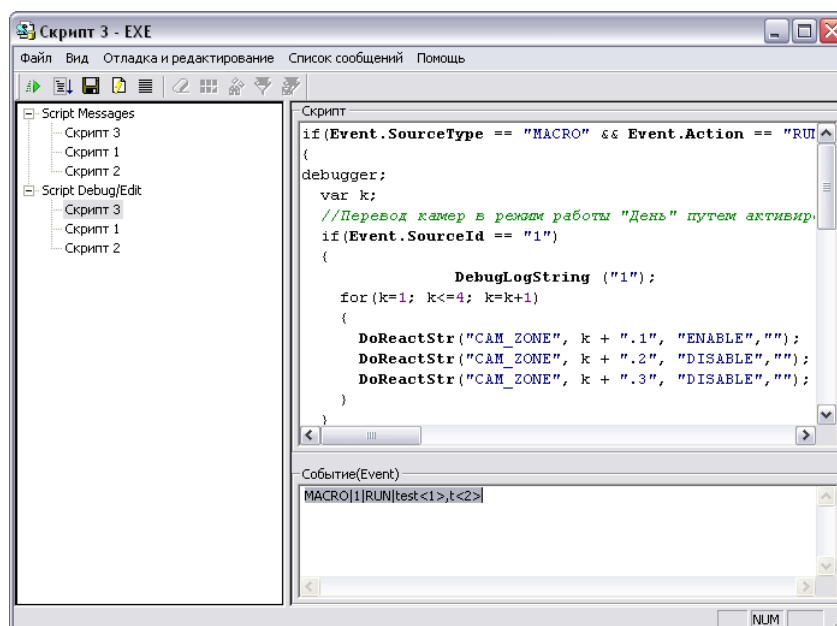 Скрипт 3 - EXE
Файл Вид Отладка и редактирование Список сообщений Помощь
Script Messages
Скрипт 3
Скрипт 1
Скрипт 2
Script Debug/Edit
Скрипт 3
Скрипт 1
Скрипт 2
Скрипт
if(Event.SourceType == "MACRO" && Event.Action == "RU
{
debugger;
var k;
//Перевод камер в режим работы "День" путем активир
if(Event.SourceId == "1")
{
DebugLogString ("1");
for(k=1; k<=4; k=k+1)
{
DoReactStr("CAM_ZONE", k + ".1", "ENABLE","");
DoReactStr("CAM_ZONE", k + ".2", "DISABLE","");
DoReactStr("CAM_ZONE", k + ".3", "DISABLE","");
}
}
Событие(Event)
MACRO|1|RUN|test<1>,t<2>
NUM